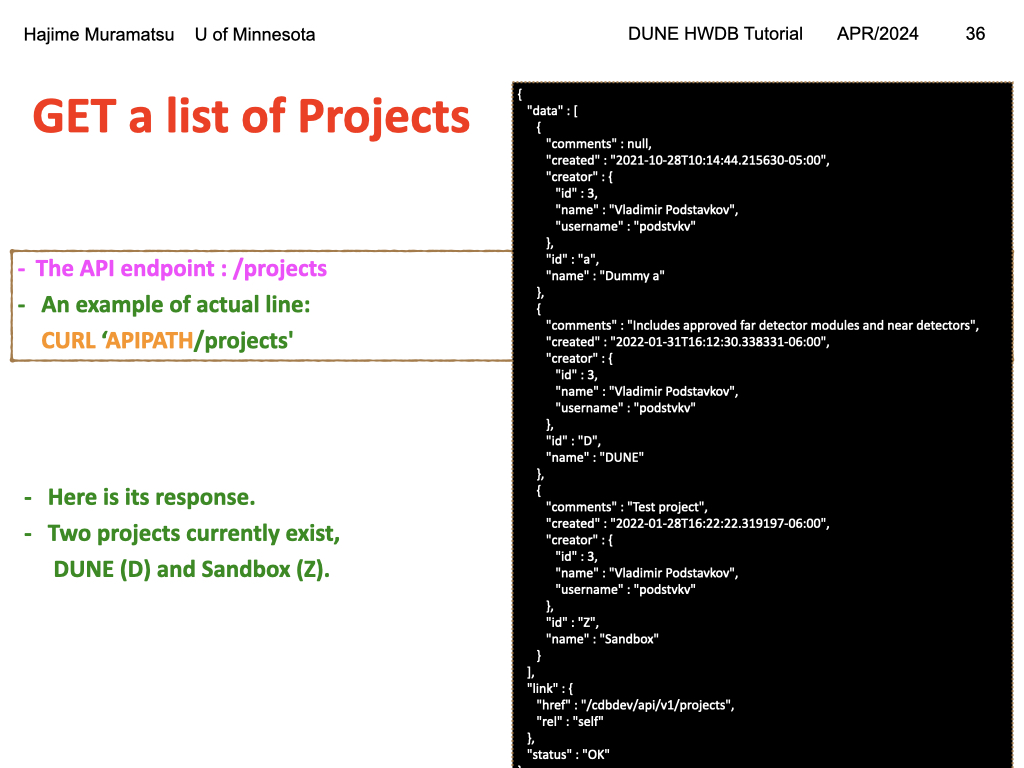 Hajime Muramatsu U of Minnesota DUNE HWDB Tutorial APR/2024 36
GET a list of Projects
- The API endpoint : /projects
- An example of actual line:
CURL ‘APIPATH/projects'
- Here is its response.
- Two projects currently exist,
DUNE (D) and Sandbox (Z).
{
"data" : [
{
"comments" : null,
"created" : "2021-10-28T10:14:44.215630-05:00",
"creator" : {
"id" : 3,
"name" : "Vladimir Podstavkov",
"username" : "podstvkv"
},
"id" : "a",
"name" : "Dummy a"
},
{
"comments" : "Includes approved far detector modules and near detectors",
"created" : "2022-01-31T16:12:30.338331-06:00",
"creator" : {
"id" : 3,
"name" : "Vladimir Podstavkov",
"username" : "podstvkv"
},
"id" : "D",
"name" : "DUNE"
},
{
"comments" : "Test project",
"created" : "2022-01-28T16:22:22.319197-06:00",
"creator" : {
"id" : 3,
"name" : "Vladimir Podstavkov",
"username" : "podstvkv"
},
"id" : "Z",
"name" : "Sandbox"
}
],
"link" : {
"href" : "/cdbdev/api/v1/projects",
"rel" : "self"
},
"status" : "OK"
}